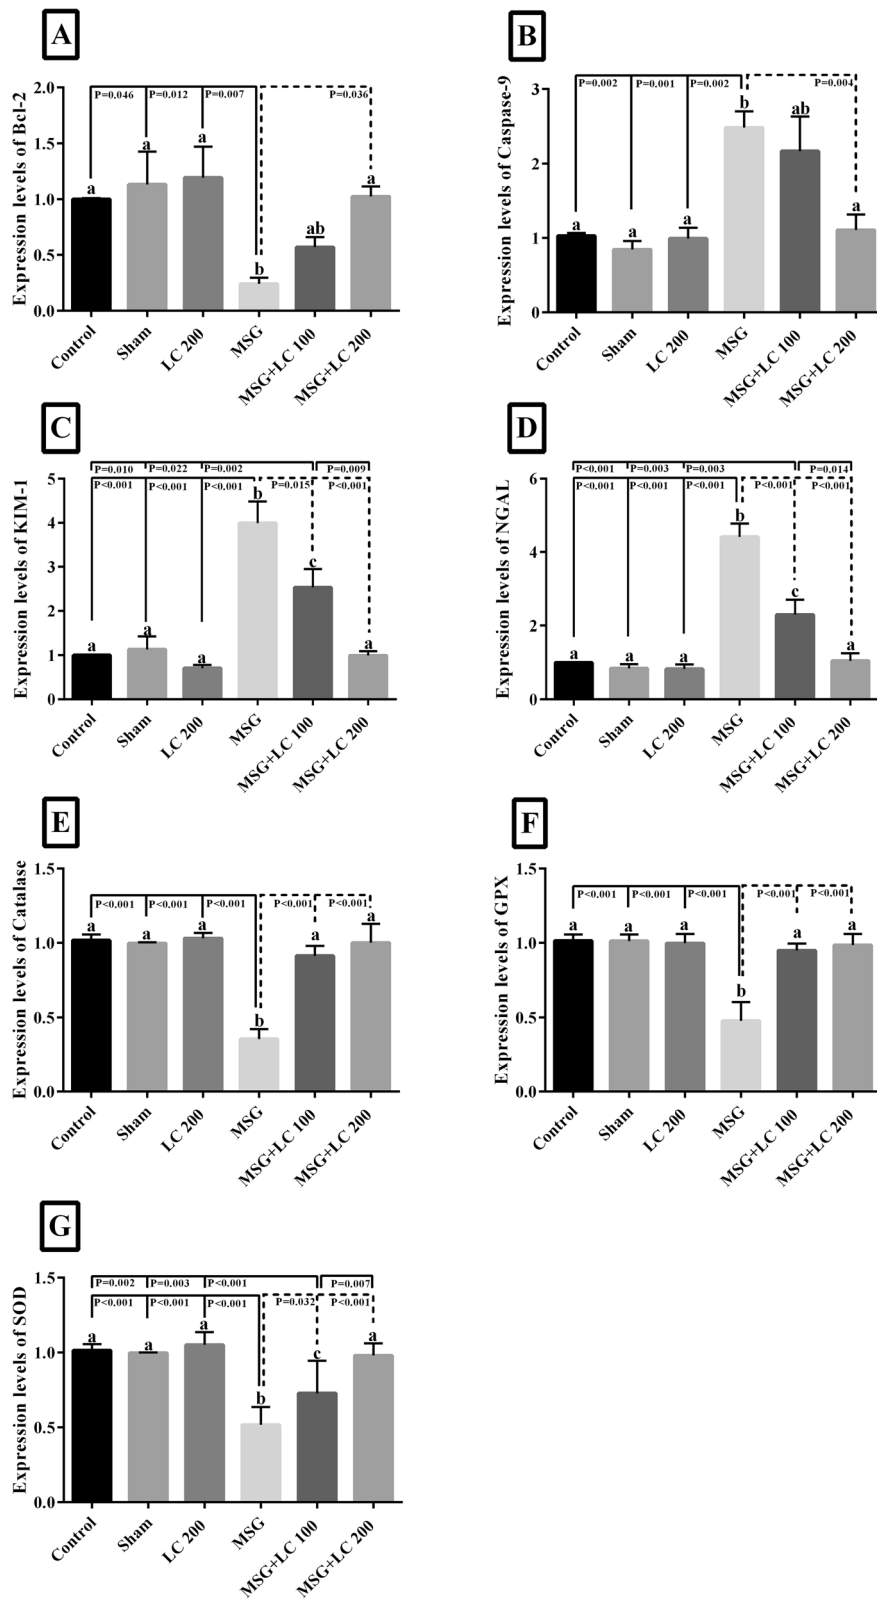 A
Expression levels of Bcl-2
2.0
1.5
1.0
0.5
0.0
P=0.046 P=0.012 P=0.007 P=0.036
a a a b ab a
Control Sham LC 200 MSG MSG+LC 100 MSG+LC 200
B
Expression levels of Caspase-9
3
2
1
0
P=0.002 P=0.001 P=0.002 P=0.004
a a a b ab a
Control Sham LC 200 MSG MSG+LC 100 MSG+LC 200
C
Expression levels of KIM-1
5
4
3
2
1
0
P=0.010 P=0.022 P=0.002 P=0.009
P<0.001 P<0.001 P<0.001 P=0.015 P<0.001
a a a b c a
Control Sham LC 200 MSG MSG+LC 100 MSG+LC 200
D
Expression levels of NGAL
6
4
2
0
P<0.001 P=0.003 P=0.003 P=0.014
P<0.001 P<0.001 P<0.001 P<0.001 P<0.001
a a a b c a
Control Sham LC 200 MSG MSG+LC 100 MSG+LC 200
E
Expression levels of Catalase
1.5
1.0
0.5
0.0
P<0.001 P<0.001 P<0.001 P<0.001 P<0.001
a a a b a a
Control Sham LC 200 MSG MSG+LC 100 MSG+LC 200
F
Expression levels of GPX
1.5
1.0
0.5
0.0
P<0.001 P<0.001 P<0.001 P<0.001 P<0.001
a a a b a a
Control Sham LC 200 MSG MSG+LC 100 MSG+LC 200
G
Expression levels of SOD
1.5
1.0
0.5
0.0
P=0.002 P=0.003 P<0.001 P=0.007
P<0.001 P<0.001 P<0.001 P=0.032 P<0.001
a a a b c a
Control Sham LC 200 MSG MSG+LC 100 MSG+LC 200